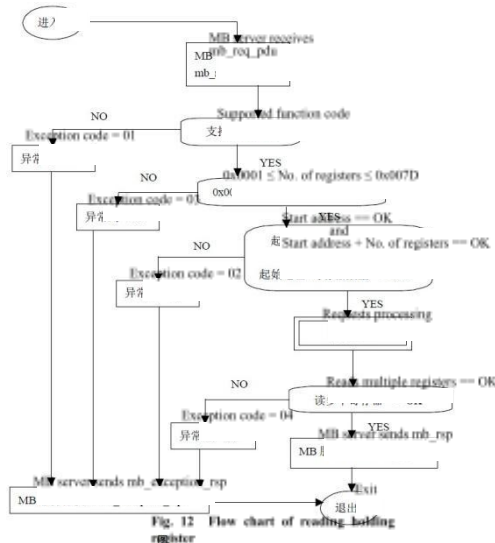 进入
MB server receives
mb_req_pdu
MB
mb_
Supported function code
支持
NO
Exception code = 01
异常
YES
0x0001 ≤ No. of registers ≤ 0x007D
NO
Exception code = 03
异常
YES
Start address == OK
and
Start address + No. of registers == OK
起始
NO
Exception code = 02
异常
YES
Requests processing
Read multiple registers == OK
NO
Exception code = 04
异常
YES
MB server sends mb_rsp
MB
MB server sends mb_exception_rsp
MB
Exit
退出
Fig. 12 Flow chart of reading holding
register